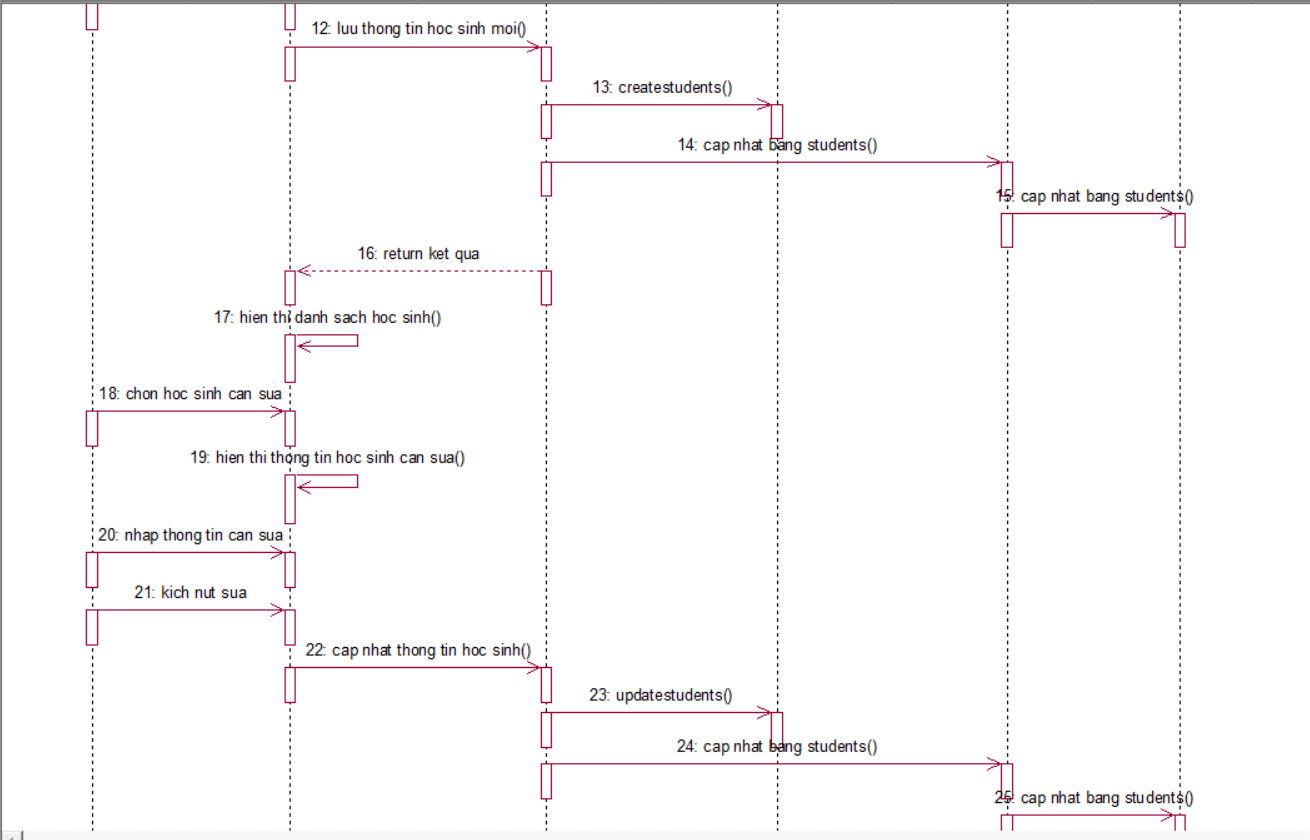 12: luu thong tin hoc sinh moi()
13: createstudents()
14: cap nhat bang students()
15: cap nhat bang students()
16: return ket qua
17: hien thi danh sach hoc sinh()
18: chon hoc sinh can sua
19: hien thi thong tin hoc sinh can sua()
20: nhap thong tin can sua
21: kich nut sua
22: cap nhat thong tin hoc sinh()
23: updatestudents()
24: cap nhat bang students()
25: cap nhat bang students()